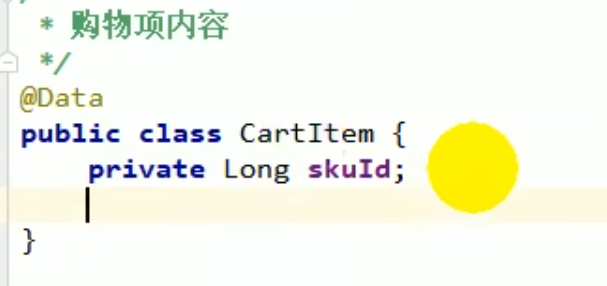 * 购物项内容
*/
@Data
public class CartItem {
private Long skuId;
}